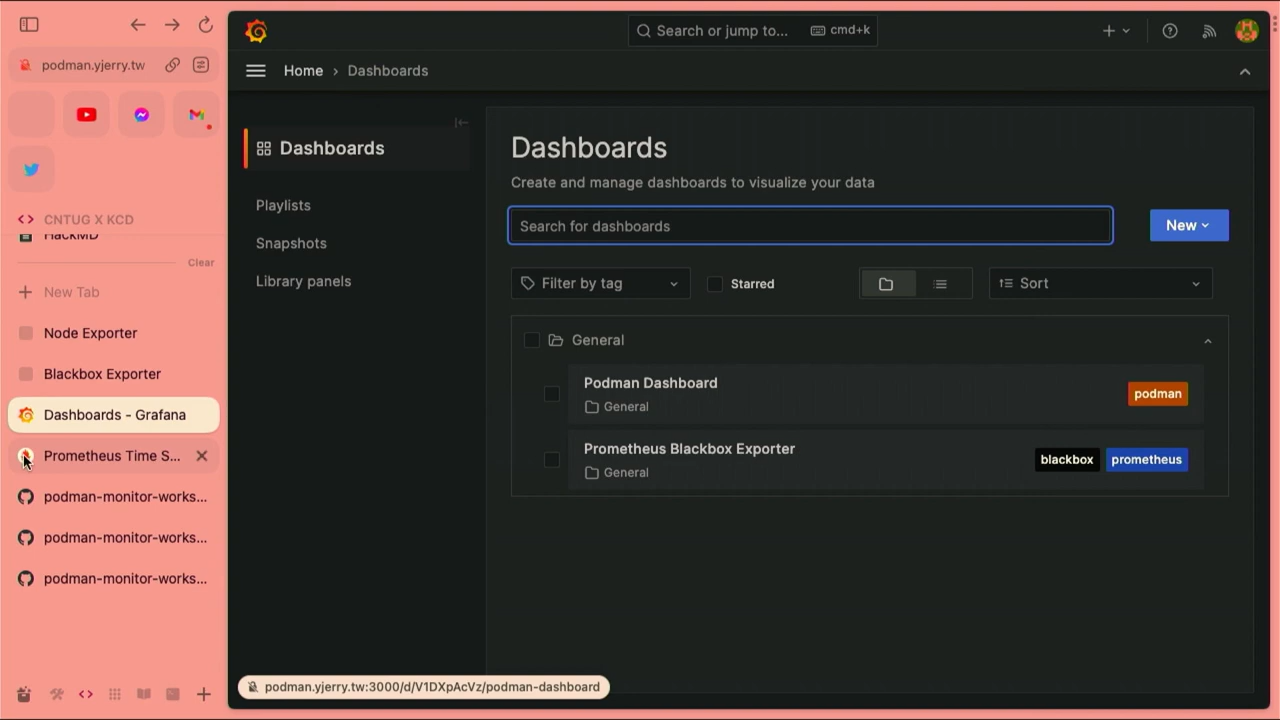 podman.yjerry.tw
CNTUG X KCD
HackMD
Clear
New Tab
Node Exporter
Blackbox Exporter
Dashboards - Grafana
Prometheus Time S...
podman-monitor-works...
podman-monitor-works...
podman-monitor-works...
Search or jump to...
cmd+k
Home › Dashboards
Dashboards
Playlists
Snapshots
Library panels
Dashboards
Create and manage dashboards to visualize your data
Search for dashboards
New
Filter by tag
Starred
Sort
General
Podman Dashboard
General
podman
Prometheus Blackbox Exporter
General
blackbox
prometheus
podman.yjerry.tw:3000/d/V1DXpAcVz/podman-dashboard